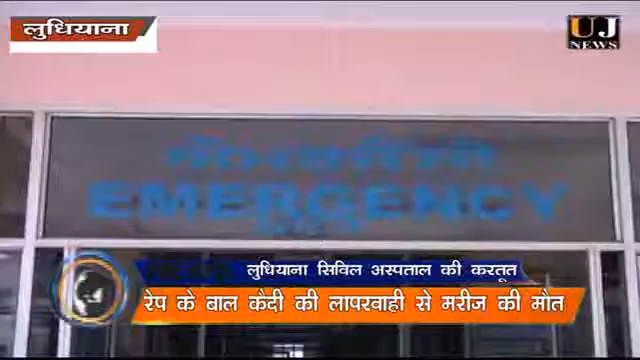 लुधियाना
UJ
NEWS
EMERGENCY
लुधियाना सिविल अस्पताल की करतूत
रेप के बाल कैदी की लापरवाही से मरीज की मौत